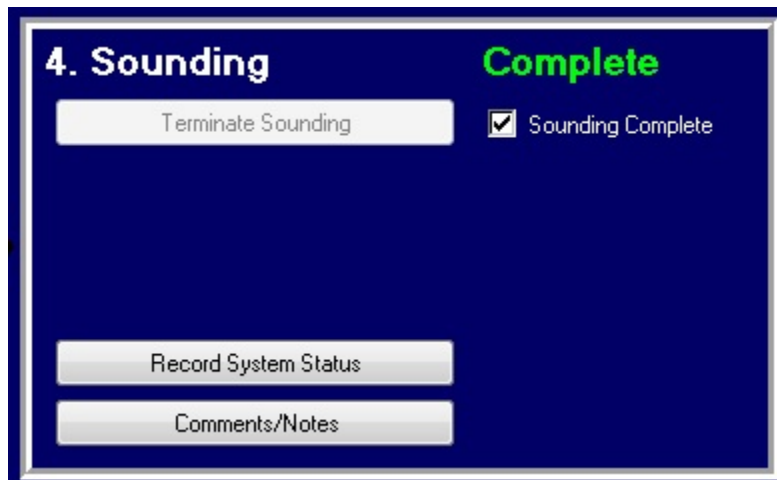 4. Sounding
Complete
Terminate Sounding
Sounding Complete
Record System Status
Comments/Notes